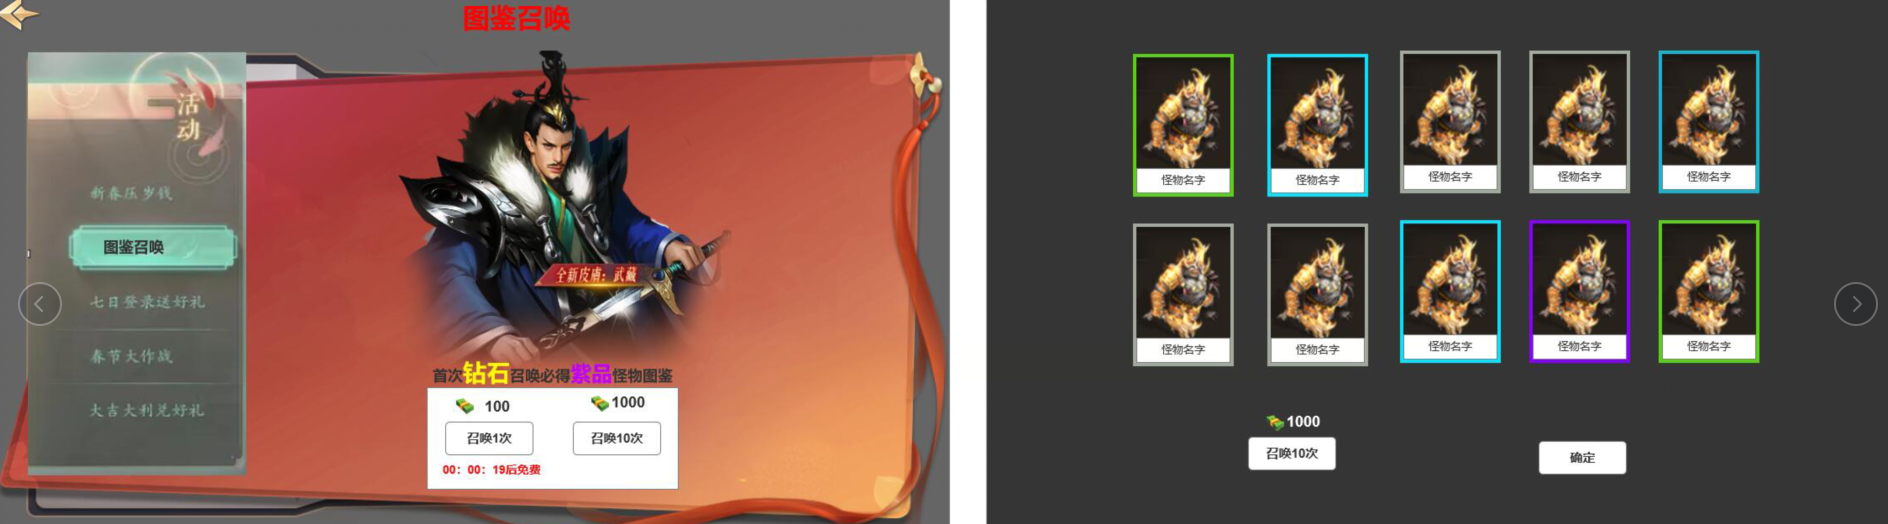 图鉴召唤
活动
新春压岁钱
图鉴召唤
七日登录送好礼
春节大作战
大吉大利兑好礼
全新皮肤：武藏
首次钻石召唤必得紫品怪物图鉴
100
1000
召唤1次
召唤10次
00：00：19后免费
怪物名字
怪物名字
怪物名字
怪物名字
怪物名字
怪物名字
怪物名字
怪物名字
怪物名字
怪物名字
1000
召唤10次
确定